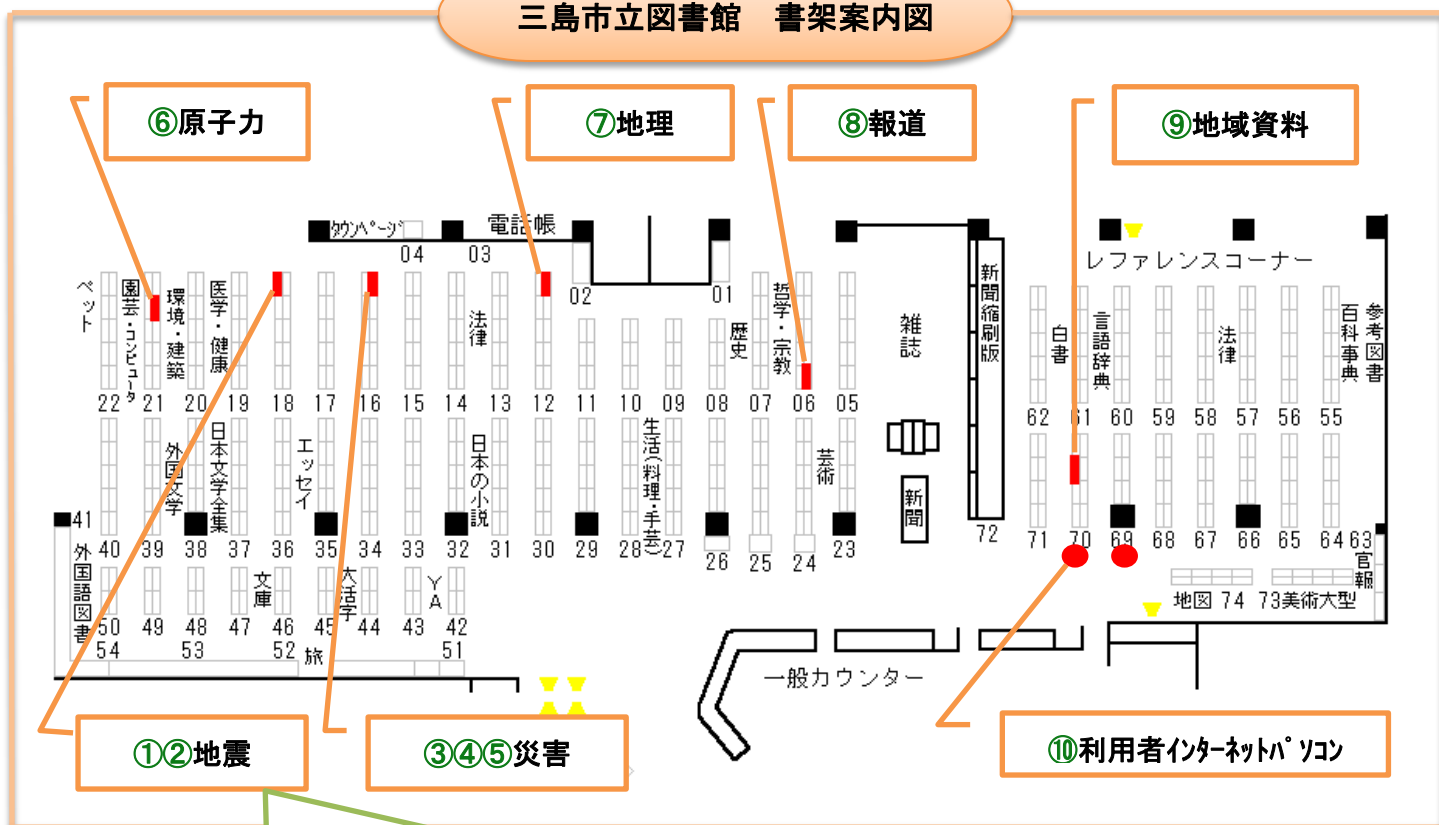 三島市立図書館　書架案内図
⑥原子力
⑦地理
⑧報道
⑨地域資料
タウンページ
電話帳
04
03
02
01
レファレンスコーナー
ペット
園芸・コンピュータ
環境・建築
医学・健康
法律
歴史
哲学・宗教
雑誌
新聞縮刷版
白書
言語辞典
法律
百科事典
参考図書
22 21 20 19 18 17 16 15 14 13 12 11 10 09 08 07 06 05
62 61 60 59 58 57 56 55
外国文学
日本文学全集
エッセイ
日本の小説
生活(料理・手芸)
芸術
新聞
41
40 39 38 37 36 35 34 33 32 31 30 29 28 27 26 25 24 23
72
71 70 69 68 67 66 65 64 63
外国語図書
文庫
大活字
YA
官報
50 49 48 47 46 45 44 43 42
地図 74 73美術大型
54 53 52 旅 51
一般カウンター
①②地震
③④⑤災害
⑩利用者インターネットパソコン